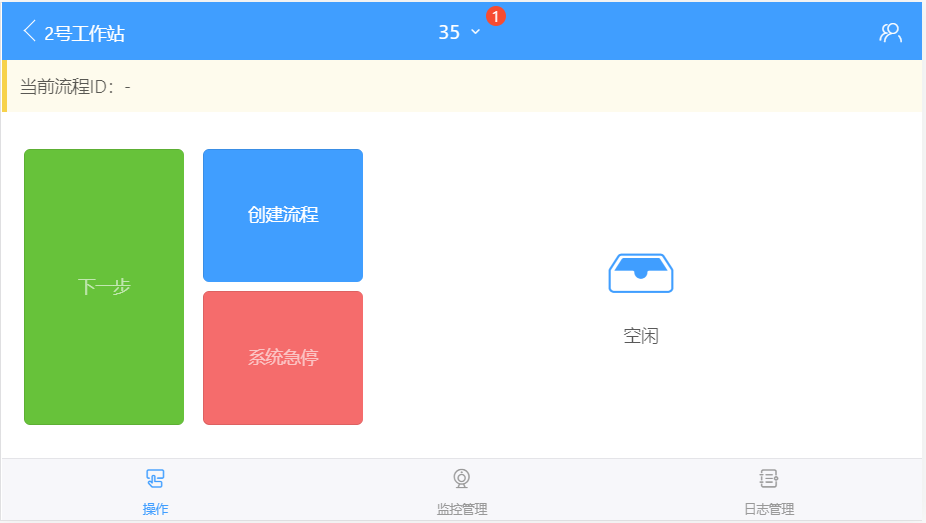 2号工作站
35
1
当前流程ID：-
下一步
创建流程
系统急停
空闲
操作
监控管理
日志管理